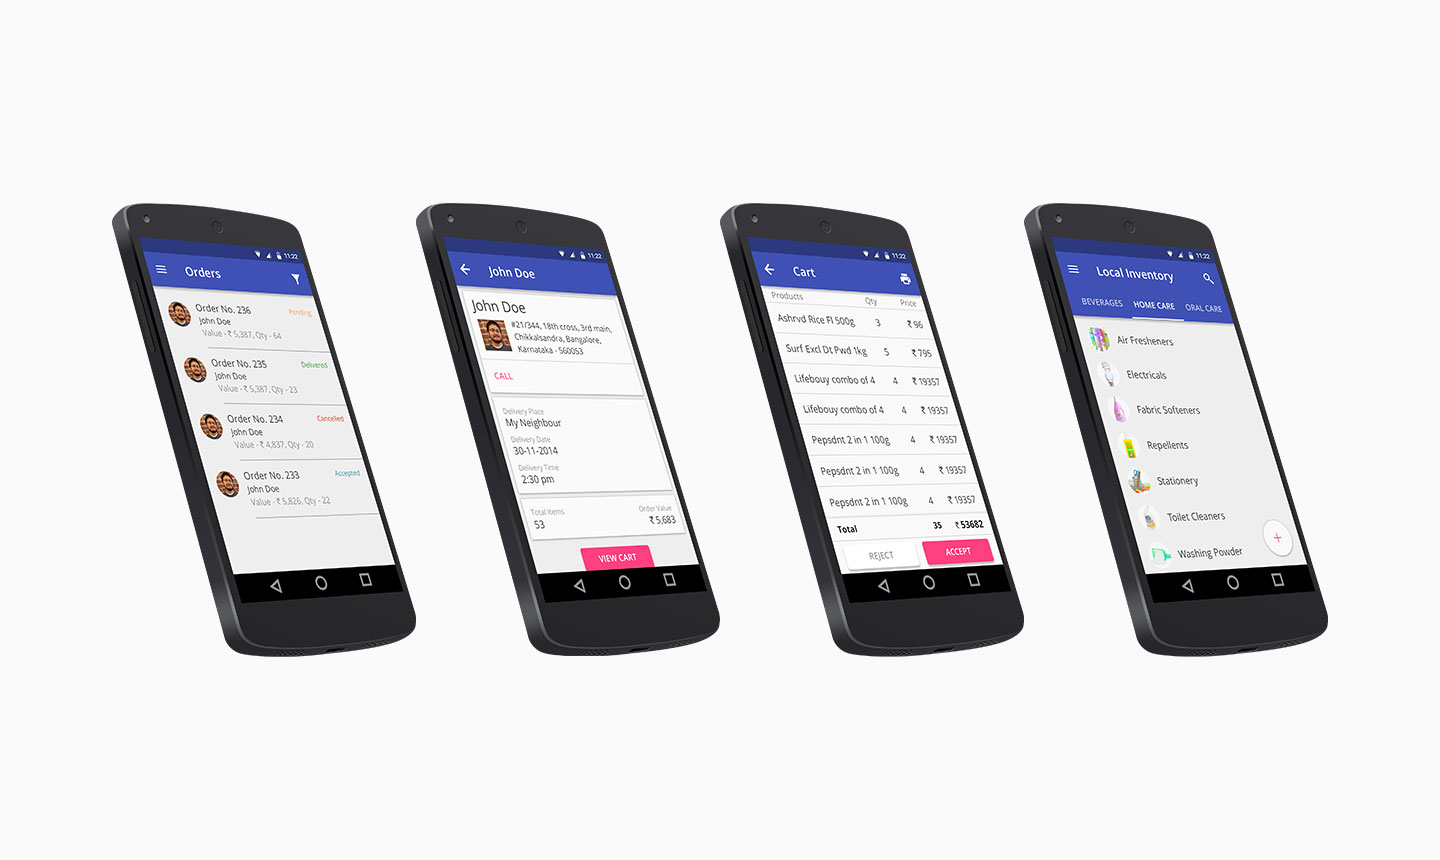 11:22
Orders
Order No. 236 Pending
John Doe
Value - ₹ 5,387, Qty - 64
Order No. 235 Delivered
John Doe
Value - ₹ 5,387, Qty - 23
Order No. 234 Cancelled
John Doe
Value - ₹ 4,837, Qty - 20
Order No. 233 Accepted
John Doe
Value - ₹ 5,826, Qty - 22
11:22
John Doe
John Doe
#21/344, 18th cross, 3rd main,
Chikkalsandra, Bangalore,
Karnataka - 560053
CALL
Delivery Place
My Neighbour
Delivery Date
30-11-2014
Delivery Time
2:30 pm
Total Items Order Value
53 ₹ 5,683
VIEW CART
11:22
Cart
Products Qty Price
Ashrvd Rice Fl 500g 3 ₹ 96
Surf Excl Dt Pwd 1kg 5 ₹ 795
Lifebouy combo of 4 4 ₹ 19357
Lifebouy combo of 4 4 ₹ 19357
Pepsdnt 2 in 1 100g 4 ₹ 19357
Pepsdnt 2 in 1 100g 4 ₹ 19357
Pepsdnt 2 in 1 100g 4 ₹ 19357
Total 35 ₹ 53682
REJECT ACCEPT
11:22
Local Inventory
BEVERAGES HOME CARE ORAL CARE
Air Fresheners
Electricals
Fabric Softeners
Repellents
Stationery
Toilet Cleaners
Washing Powder